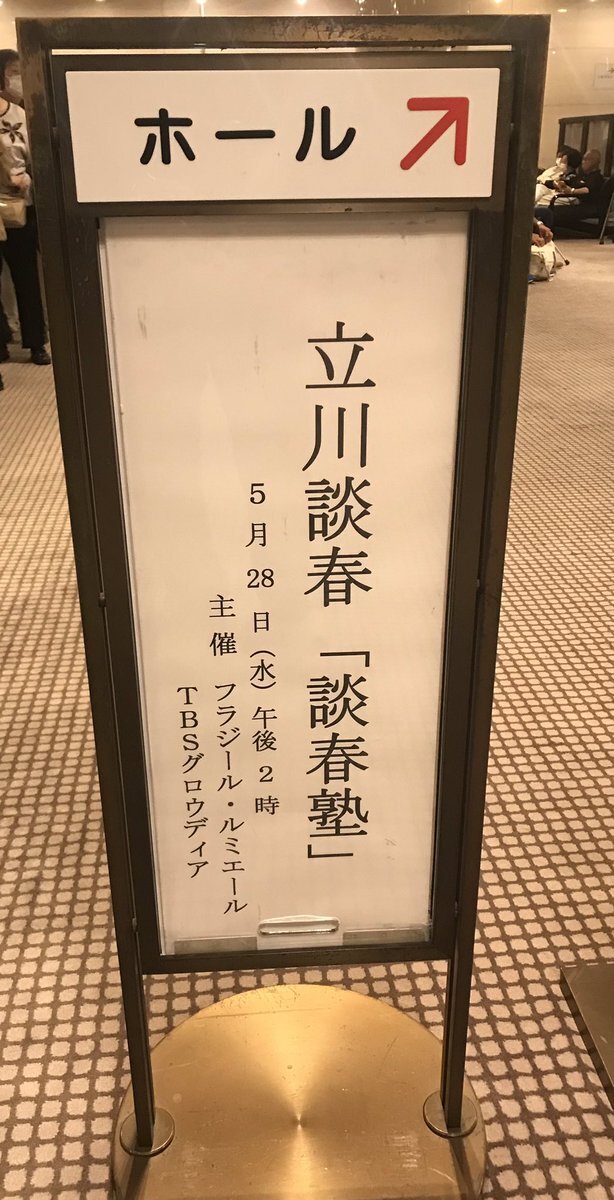 ホール ↗
立川談春「談春塾」
5月28日(水)午後2時
主催 フラジール・ルミエール
TBSグロウディア